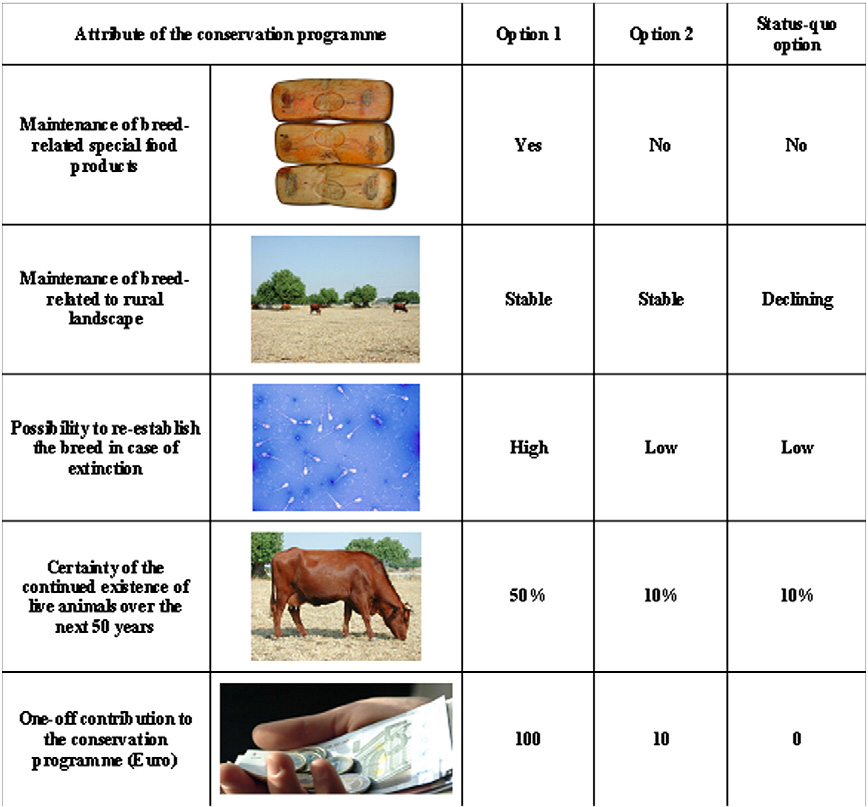 Attribute of the conservation programme
Option 1
Option 2
Status-quo
option
Maintenance of breed-
related special food
products
Yes
No
No
Maintenance of breed-
related to rural
landscape
Stable
Stable
Declining
Possibility to re-establish
the breed in case of
extinction
High
Low
Low
Certainty of the
continued existence of
live animals over the
next 50 years
50%
10%
10%
One-off contribution to
the conservation
programme (Euro)
100
10
0